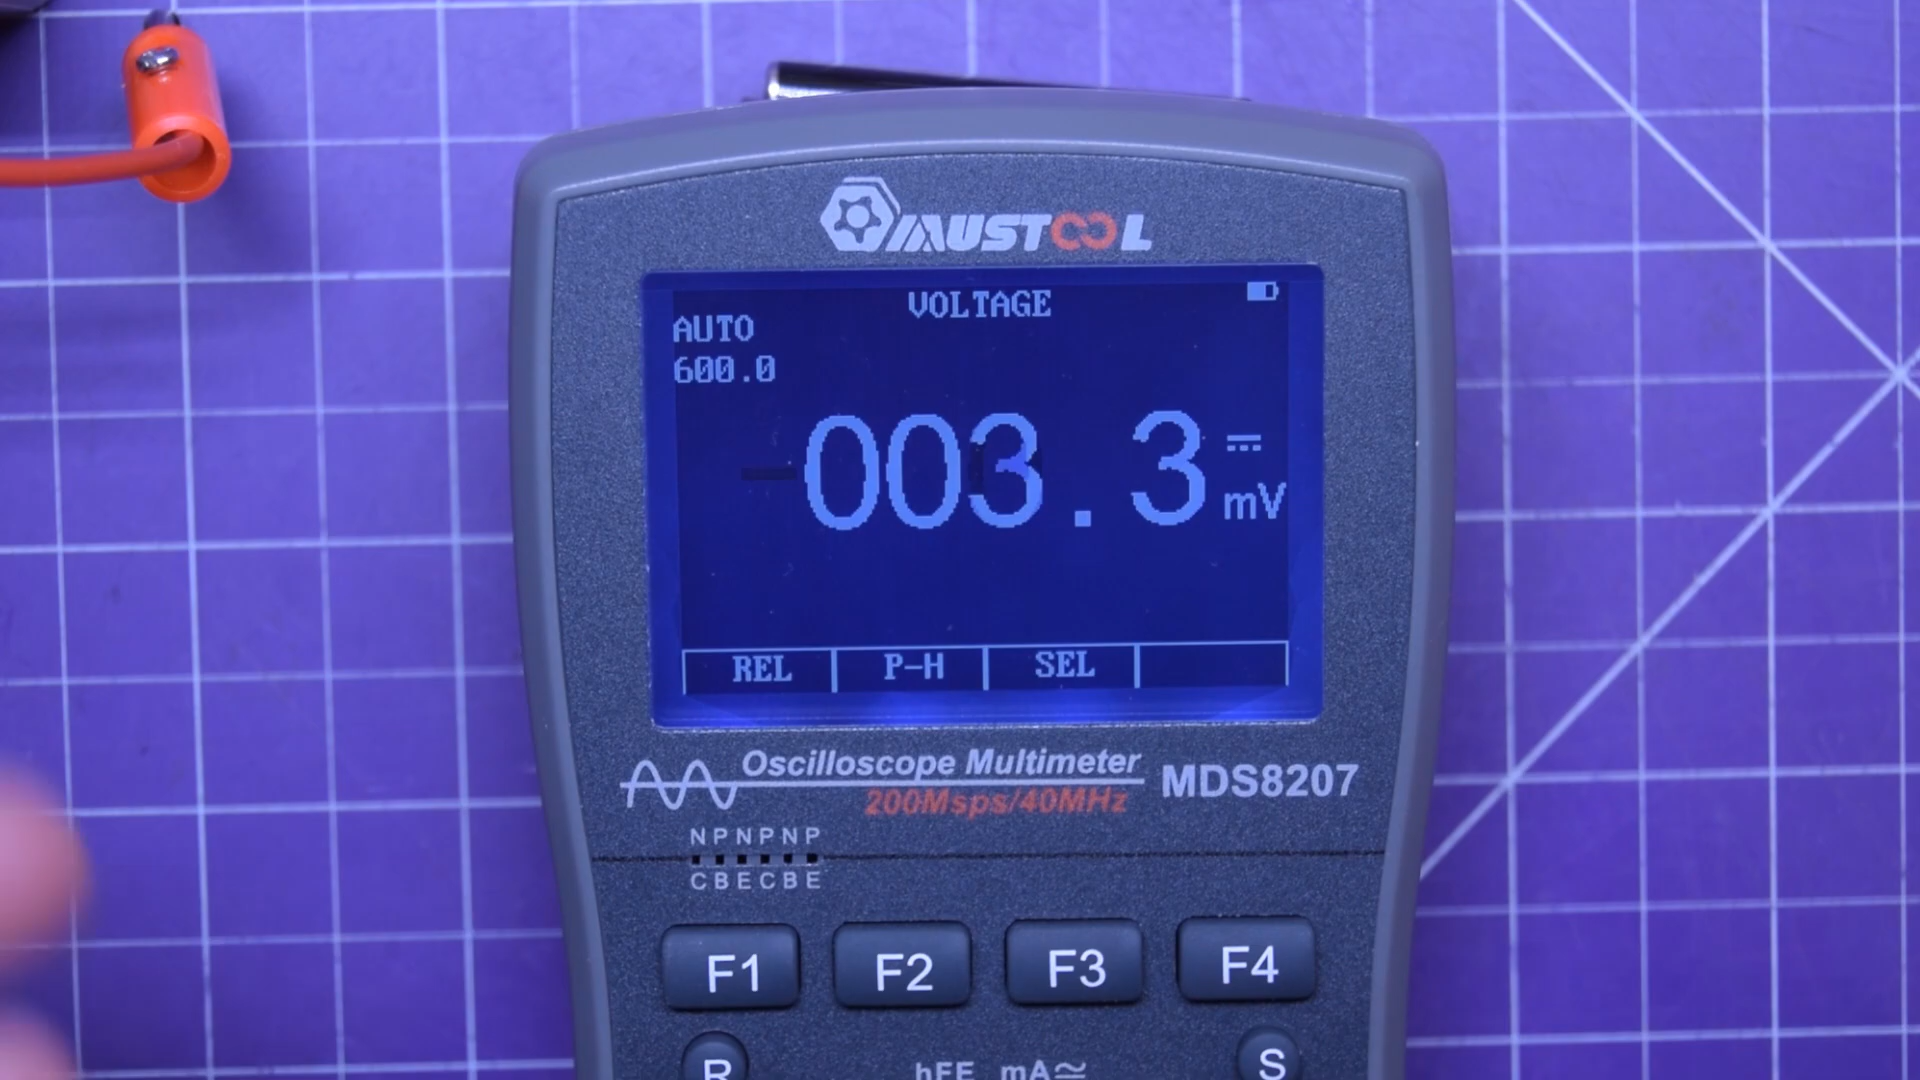 MUSTOOL
VOLTAGE
AUTO
600.0
003.3 mV
REL P-H SEL
Oscilloscope Multimeter
MDS8207
200Msps/40MHz
NPNPNP
CBECBE
F1 F2 F3 F4
R hFE mA≂ S